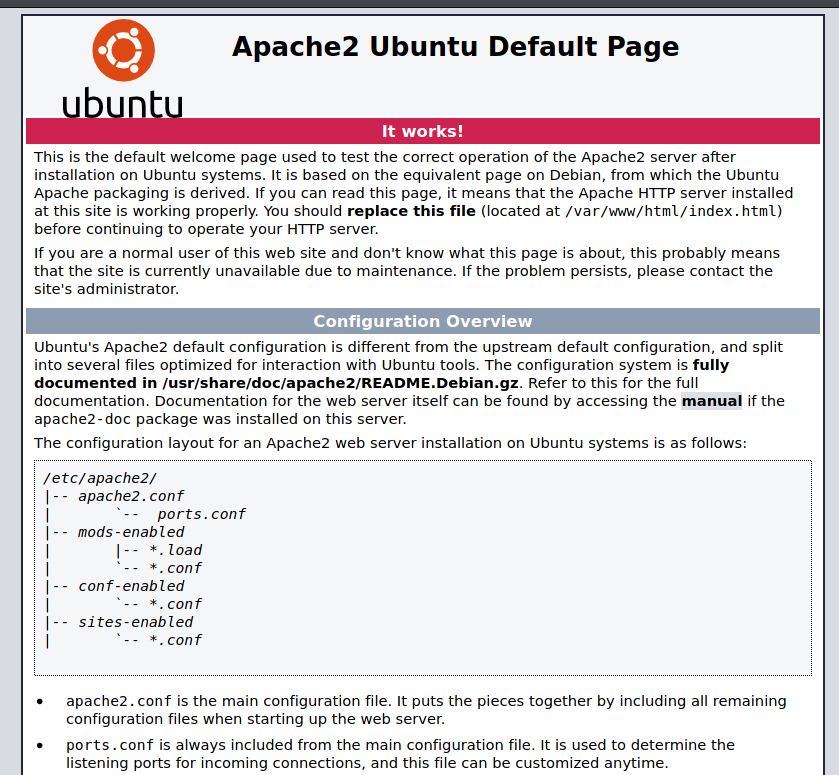 ubuntu
Apache2 Ubuntu Default Page
It works!
This is the default welcome page used to test the correct operation of the Apache2 server after
installation on Ubuntu systems. It is based on the equivalent page on Debian, from which the Ubuntu
Apache packaging is derived. If you can read this page, it means that the Apache HTTP server installed
at this site is working properly. You should replace this file (located at /var/www/html/index.html)
before continuing to operate your HTTP server.
If you are a normal user of this web site and don't know what this page is about, this probably means
that the site is currently unavailable due to maintenance. If the problem persists, please contact the
site's administrator.
Configuration Overview
Ubuntu's Apache2 default configuration is different from the upstream default configuration, and split
into several files optimized for interaction with Ubuntu tools. The configuration system is fully
documented in /usr/share/doc/apache2/README.Debian.gz. Refer to this for the full
documentation. Documentation for the web server itself can be found by accessing the manual if the
apache2-doc package was installed on this server.
The configuration layout for an Apache2 web server installation on Ubuntu systems is as follows:
/etc/apache2/
|-- apache2.conf
|       `--  ports.conf
|-- mods-enabled
|       |-- *.load
|       `-- *.conf
|-- conf-enabled
|       `-- *.conf
|-- sites-enabled
|       `-- *.conf
• apache2.conf is the main configuration file. It puts the pieces together by including all remaining
configuration files when starting up the web server.
• ports.conf is always included from the main configuration file. It is used to determine the
listening ports for incoming connections, and this file can be customized anytime.